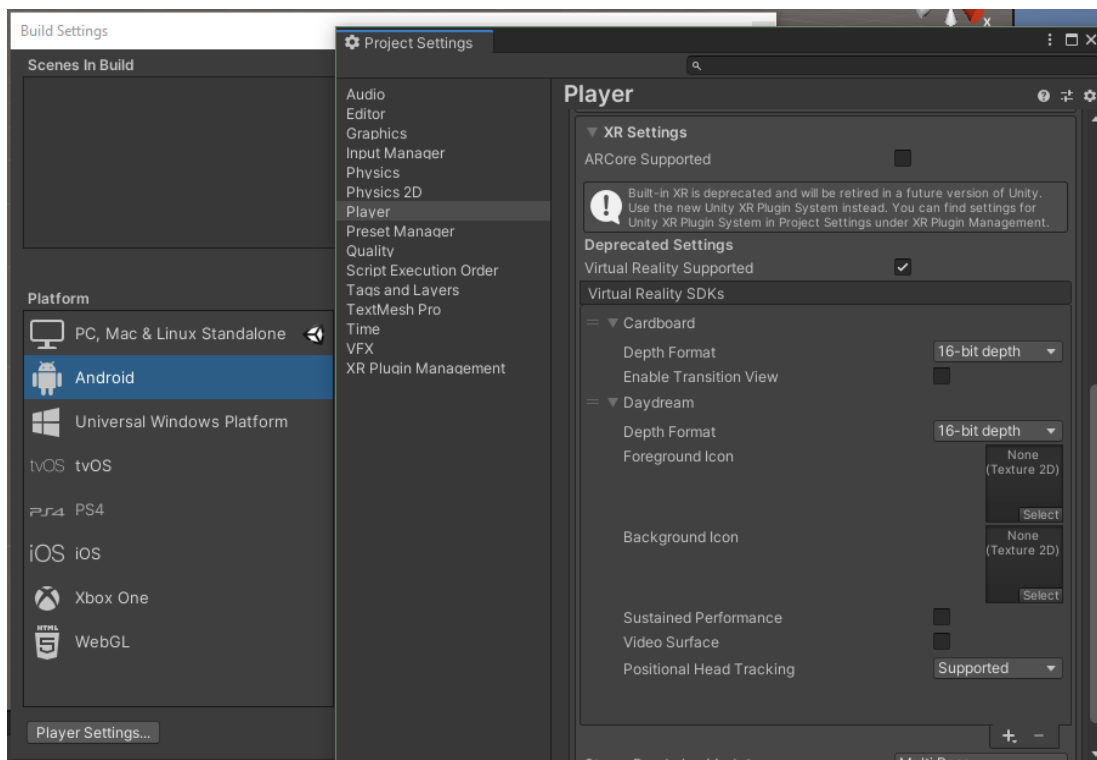 Build Settings
Scenes In Build
Platform
PC, Mac & Linux Standalone
Android
Universal Windows Platform
tvOS tvOS
PS4 PS4
iOS iOS
Xbox One
HTML
5 WebGL
Player Settings...
Project Settings
Audio
Editor
Graphics
Input Manager
Physics
Physics 2D
Player
Preset Manager
Quality
Script Execution Order
Tags and Layers
TextMesh Pro
Time
VFX
XR Plugin Management
x
Player
XR Settings
ARCore Supported
Built-in XR is deprecated and will be retired in a future version of Unity.
Use the new Unity XR Plugin System instead. You can find settings for
Unity XR Plugin System in Project Settings under XR Plugin Management.
Deprecated Settings
Virtual Reality Supported
Virtual Reality SDKs
Cardboard
Depth Format 16-bit depth
Enable Transition View
Daydream
Depth Format 16-bit depth
Foreground Icon
None
(Texture 2D)
Select
Background Icon
None
(Texture 2D)
Select
Sustained Performance
Video Surface
Positional Head Tracking Supported